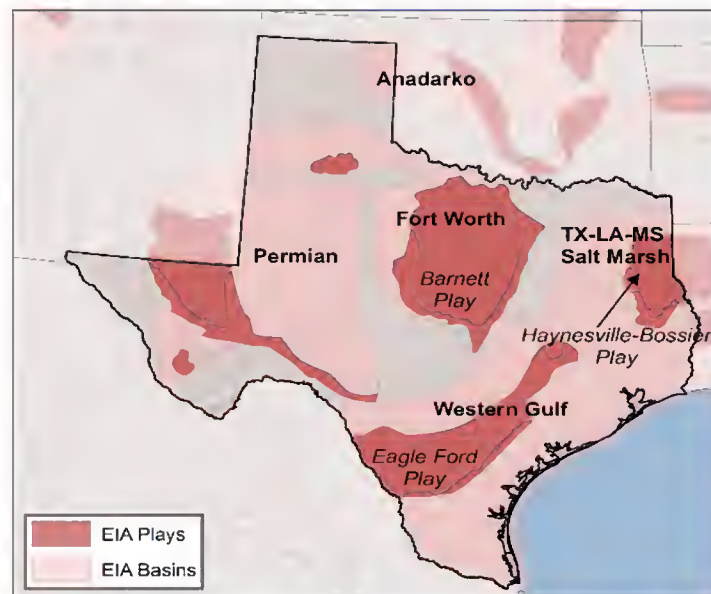 Anadarko
Fort Worth
TX-LA-MS
Salt Marsh
Permian
Barnett
Play
Haynesville-Bossier
Play
Western Gulf
Eagle Ford
Play
EIA Plays
EIA Basins